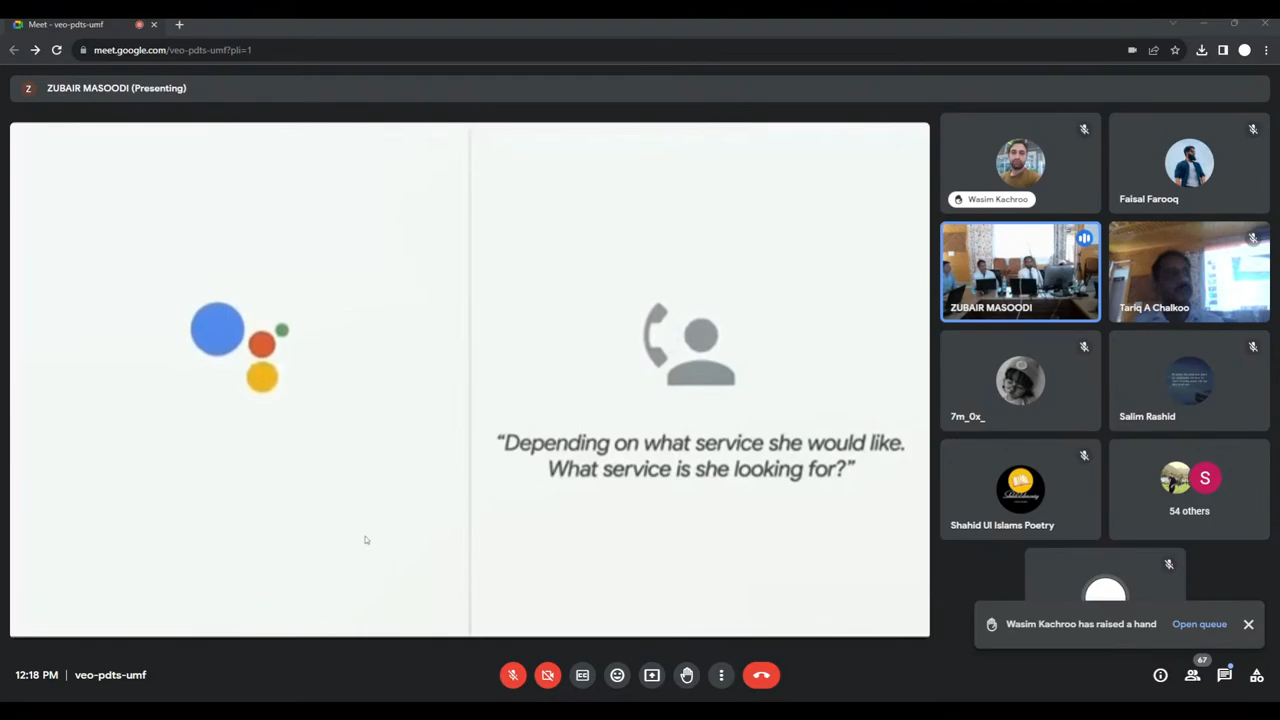 Meet - veo-pdts-umf
meet.google.com/veo-pdts-umf?pli=1
Z ZUBAIR MASOODI (Presenting)
"Depending on what service she would like.
What service is she looking for?"
Wasim Kachroo
Faisal Farooq
ZUBAIR MASOODI
Tariq A Chalkoo
7m_0x_
Salim Rashid
Shahid Ul Islams Poetry
S
54 others
Wasim Kachroo has raised a hand Open queue
12:18 PM | veo-pdts-umf
67